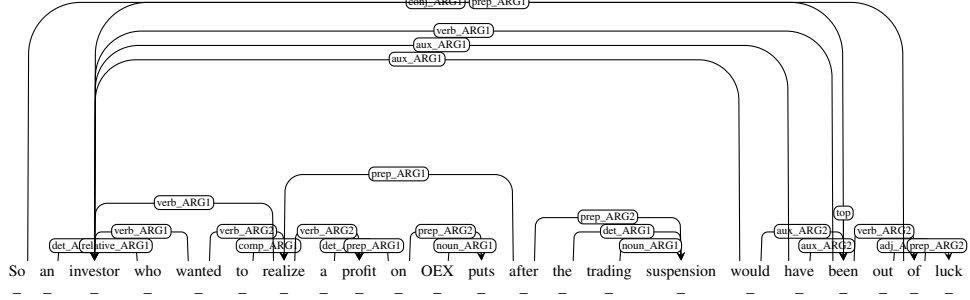 conj_ARG1 prep_ARG1
verb_ARG1
aux_ARG1
aux_ARG1
prep_ARG1
verb_ARG1
top
prep_ARG2
verb_ARG1 verb_ARG2 verb_ARG2 prep_ARG2 det_ARG1 aux_ARG2 verb_ARG2
det_A relative_ARG1 comp_ARG1 det_ prep_ARG1 noun_ARG1 noun_ARG1 aux_ARG2 adj_A prep_ARG2
So an investor who wanted to realize a profit on OEX puts after the trading suspension would have been out of luck
_ _ _ _ _ _ _ _ _ _ _ _ _ _ _ _ _ _ _ _ _ _